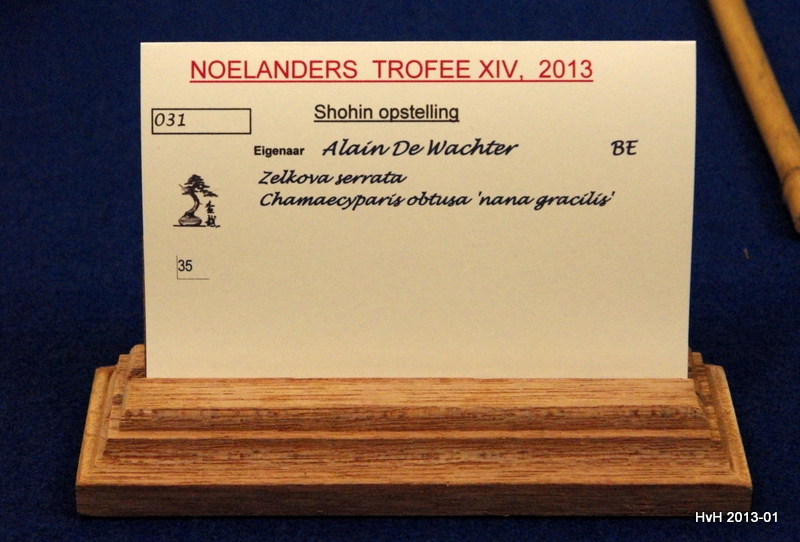 NOELANDERS TROFEE XIV, 2013
Shohin opstelling
031
Eigenaar Alain De Wachter BE
Zelkova serrata
Chamaecyparis obtusa 'nana gracilis'
35
HvH 2013-01